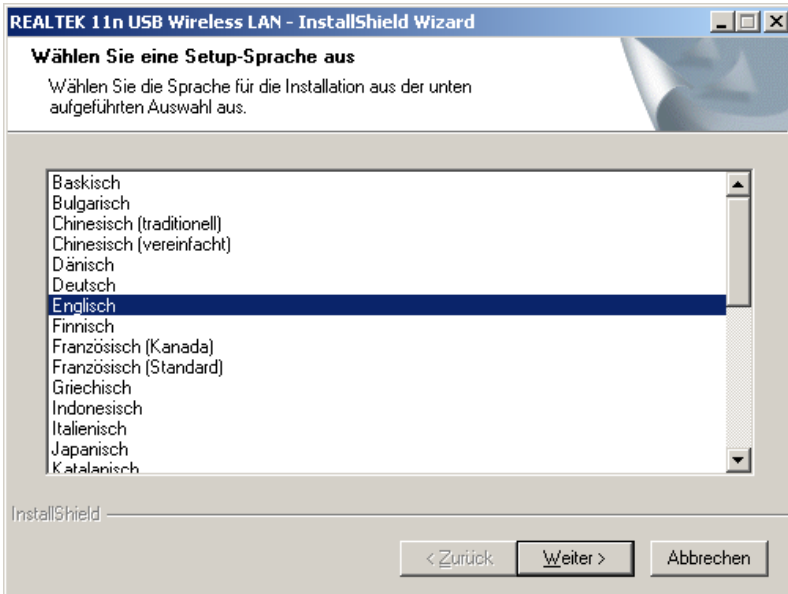 REALTEK 11n USB Wireless LAN - InstallShield Wizard
Wählen Sie eine Setup-Sprache aus
Wählen Sie die Sprache für die Installation aus der unten
aufgeführten Auswahl aus.
Baskisch
Bulgarisch
Chinesisch (traditionell)
Chinesisch (vereinfacht)
Dänisch
Deutsch
Englisch
Finnisch
Französisch (Kanada)
Französisch (Standard)
Griechisch
Indonesisch
Italienisch
Japanisch
Katalanisch
InstallShield
< Zurück Weiter > Abbrechen